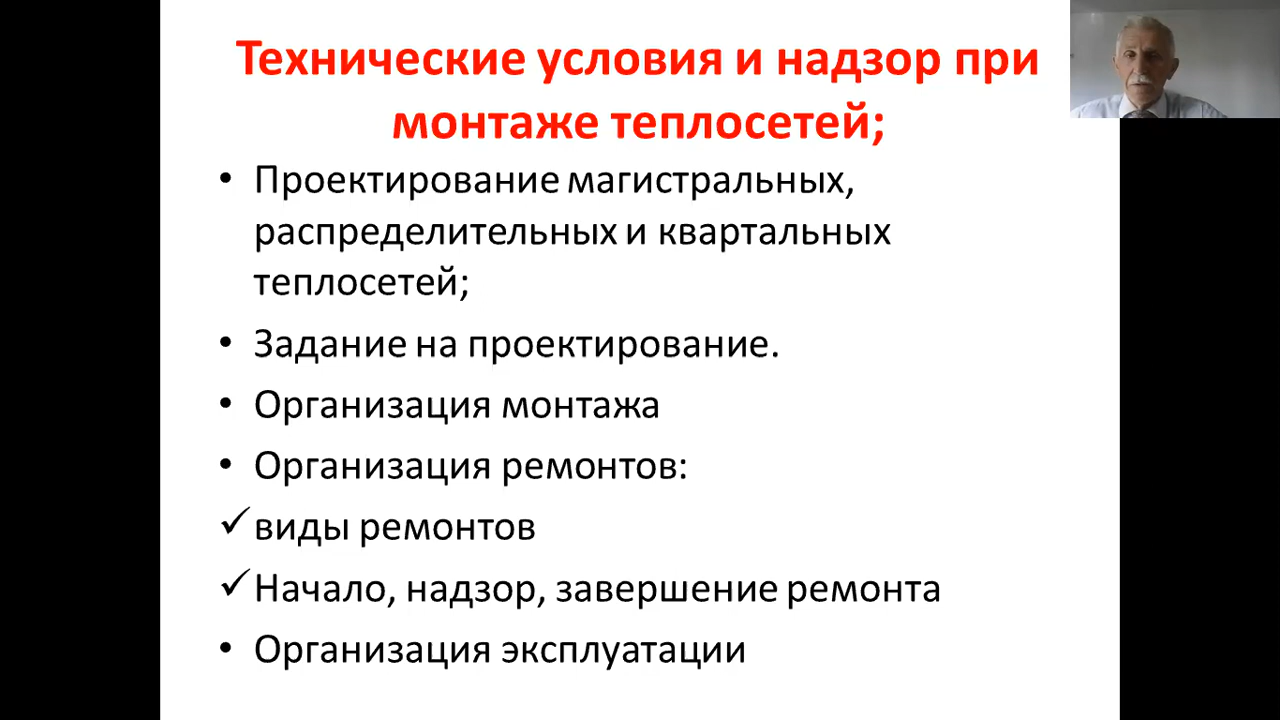 Технические условия и надзор при
монтаже теплосетей;
• Проектирование магистральных,
распределительных и квартальных
теплосетей;
• Задание на проектирование.
• Организация монтажа
• Организация ремонтов:
✓ виды ремонтов
✓ Начало, надзор, завершение ремонта
• Организация эксплуатации